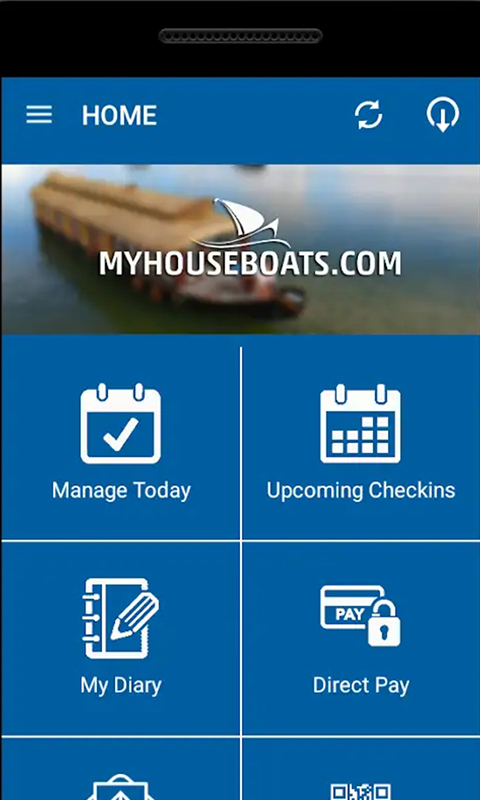 HOME
MYHOUSEBOATS.COM
Manage Today
Upcoming Checkins
My Diary
PAY
Direct Pay